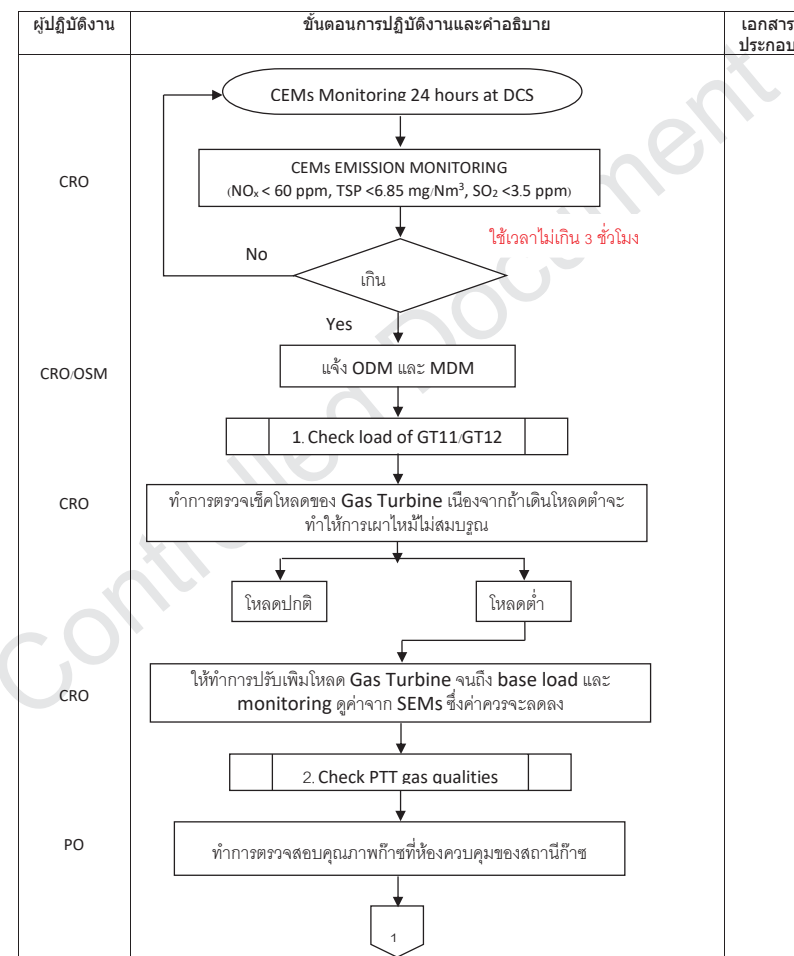 ผู้ปฏิบัติงาน
ขั้นตอนการปฏิบัติงานและคำอธิบาย
เอกสาร
ประกอบ
CEMs Monitoring 24 hours at DCS
CRO
CEMs EMISSION MONITORING
(NOx < 60 ppm, TSP <6.85 mg/Nm³, SO₂ <3.5 ppm)
ใช้เวลาไม่เกิน 3 ชั่วโมง
No
เกิน
Yes
CRO/OSM
แจ้ง ODM และ MDM
1. Check load of GT11/GT12
CRO
ทำการตรวจเช็คโหลดของ Gas Turbine เนื่องจากถ้าเดินโหลดต่ำจะ
ทำให้การเผาไหม้ไม่สมบรูณ
โหลดปกติ
โหลดต่ำ
CRO
ให้ทำการปรับเพิ่มโหลด Gas Turbine จนถึง base load และ
monitoring ดูค่าจาก SEMs ซึ่งค่าควรจะลดลง
2. Check PTT gas qualities
PO
ทำการตรวจสอบคุณภาพก๊าซที่ห้องควบคุมของสถานีก๊าซ
1
Controlled Document